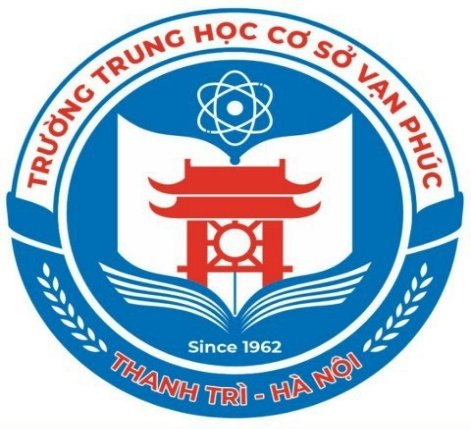 TRƯỜNG TRUNG HỌC CƠ SỞ VẠN PHÚC
Since 1962
THANH TRÌ - HÀ NỘI